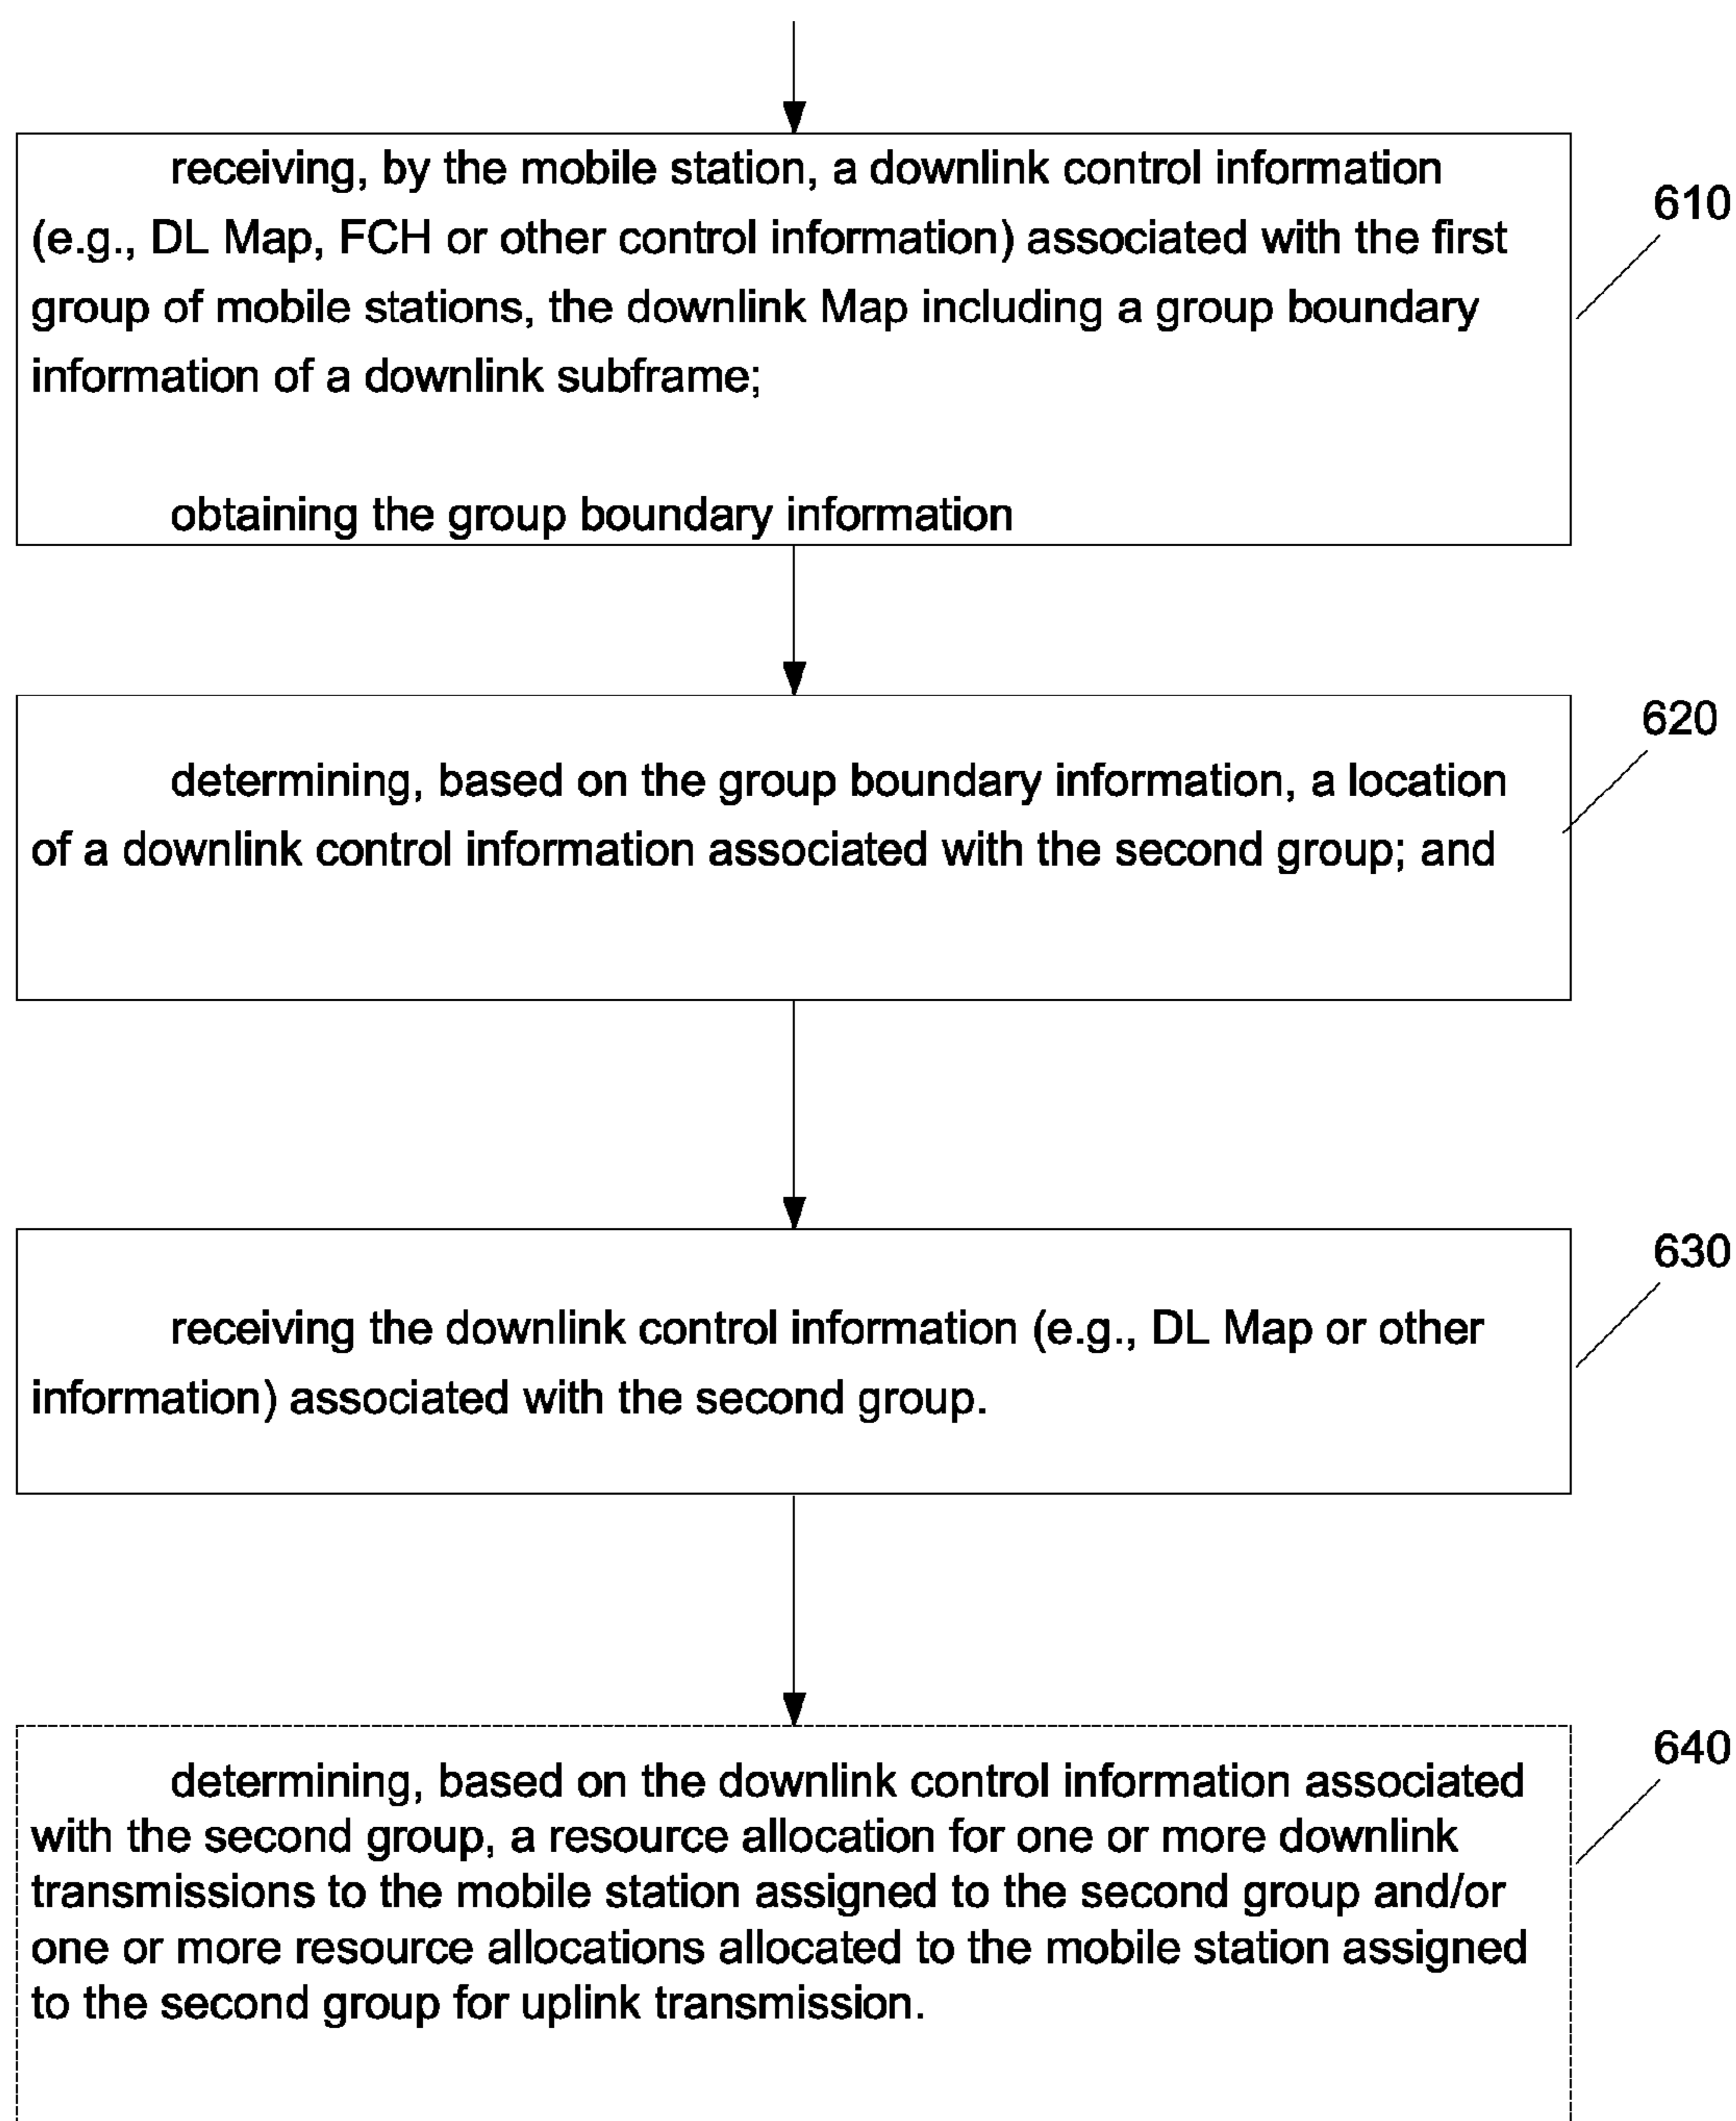 receiving, by the mobile station, a downlink control information
(e.g., DL Map, FCH or other control information) associated with the first
group of mobile stations, the downlink Map including a group boundary
information of a downlink subframe;
obtaining the group boundary information
610
determining, based on the group boundary information, a location
of a downlink control information associated with the second group; and
620
receiving the downlink control information (e.g., DL Map or other
information) associated with the second group.
630
determining, based on the downlink control information associated
with the second group, a resource allocation for one or more downlink
transmissions to the mobile station assigned to the second group and/or
one or more resource allocations allocated to the mobile station assigned
to the second group for uplink transmission.
640